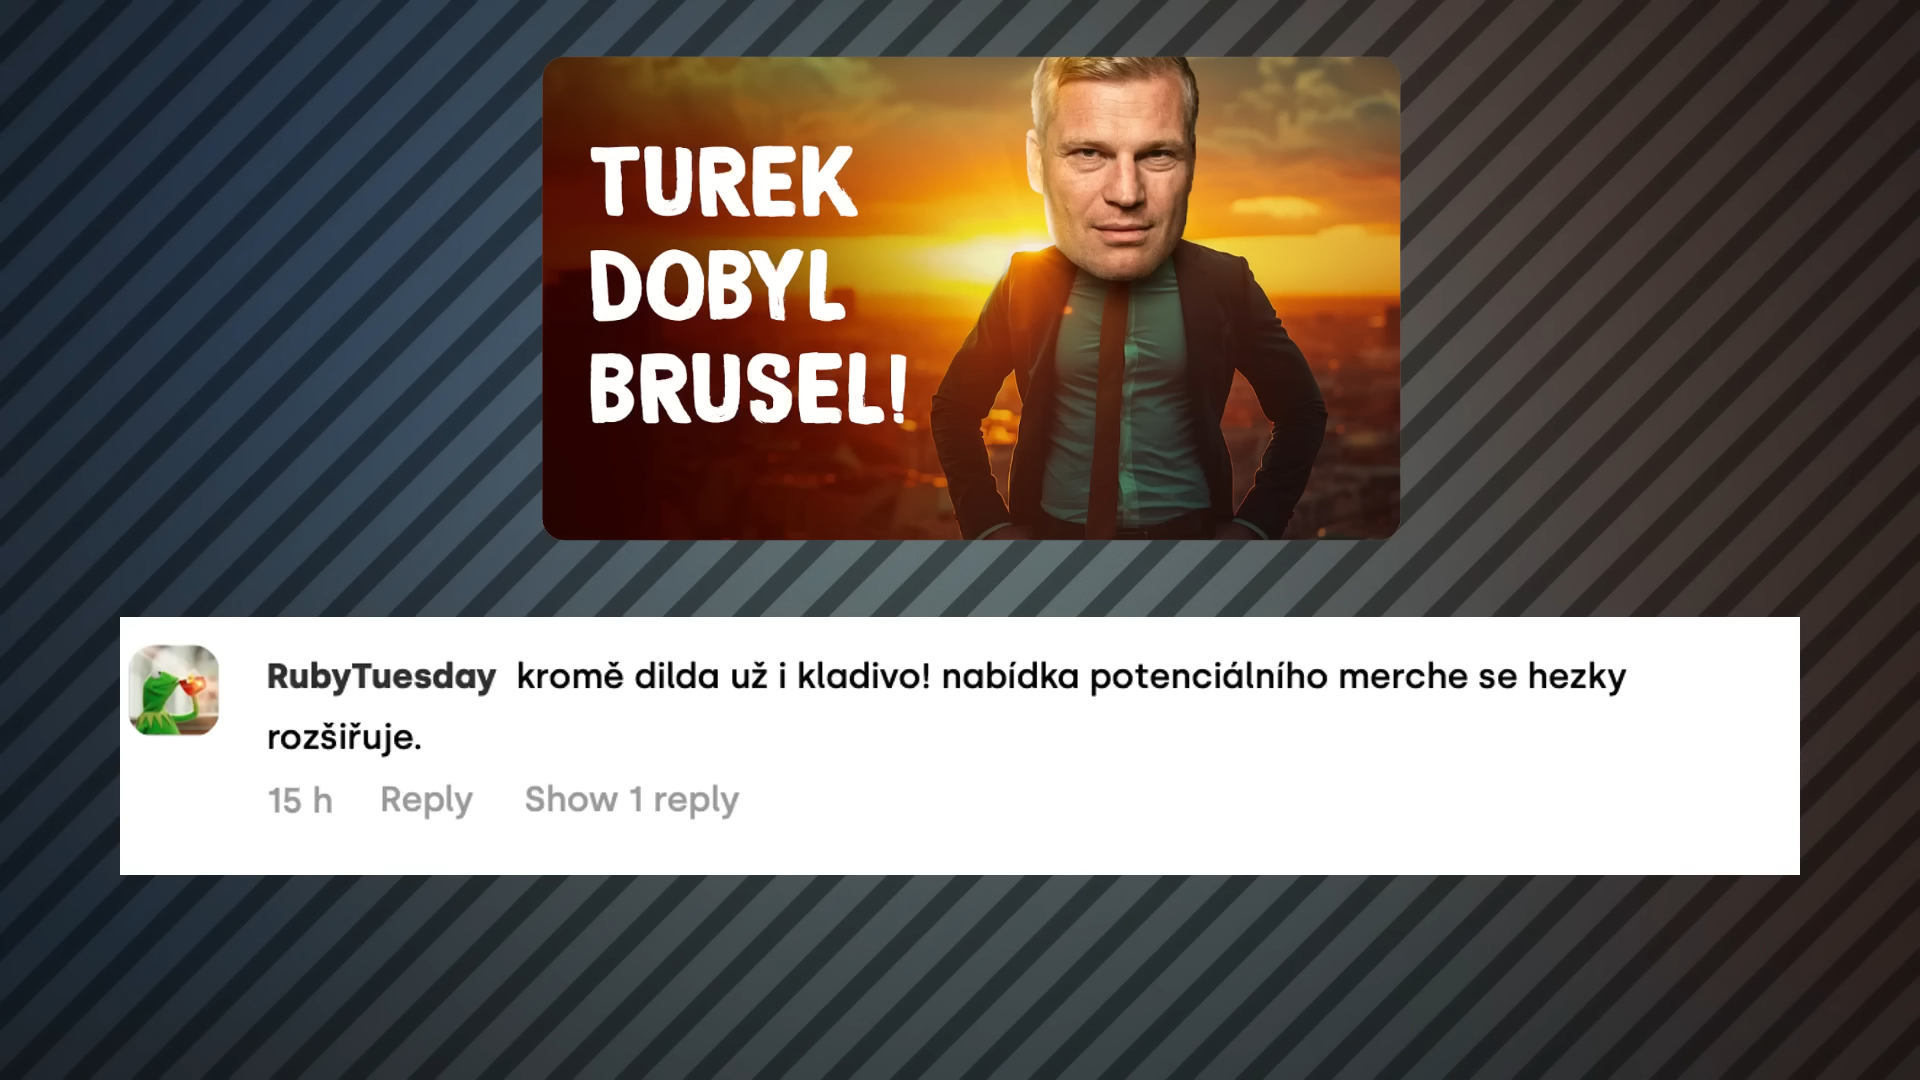 TUREK
DOBYL
BRUSEL!
RubyTuesday kromě dilda už i kladivo! nabídka potenciálního merche se hezky
rozšiřuje.
15 h Reply Show 1 reply